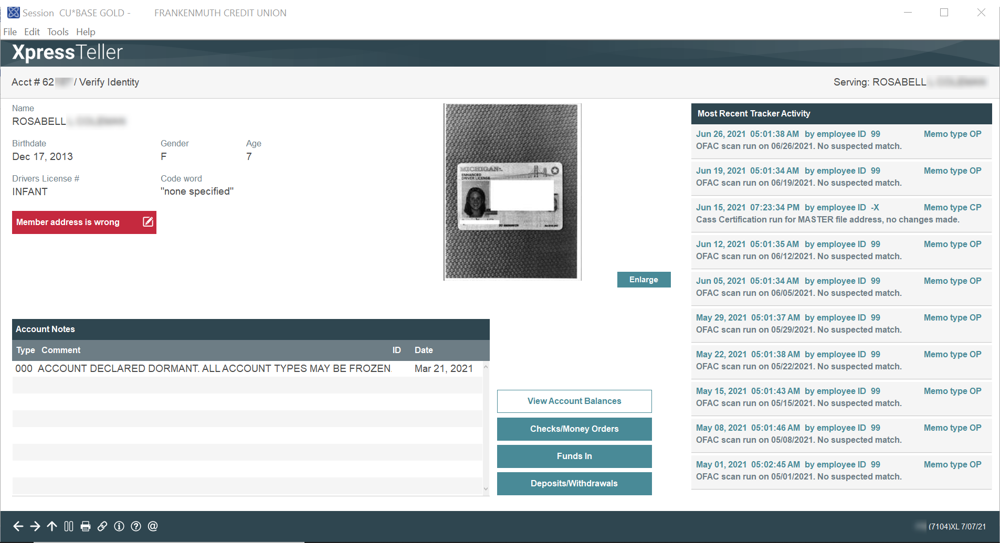 Session CU*BASE GOLD - FRANKENMUTH CREDIT UNION
File Edit Tools Help
XpressTeller
Acct # 62 / Verify Identity
Serving: ROSABELL
Name
ROSABELL
Birthdate Gender Age
Dec 17, 2013 F 7
Drivers License # Code word
INFANT "none specified"
Member address is wrong
MICHIGAN
ENHANCED
DRIVER LICENSE
Enlarge
Account Notes
Type Comment ID Date
000 ACCOUNT DECLARED DORMANT. ALL ACCOUNT TYPES MAY BE FROZEN. Mar 21, 2021
View Account Balances
Checks/Money Orders
Funds In
Deposits/Withdrawals
Most Recent Tracker Activity
Jun 26, 2021 05:01:38 AM by employee ID 99 Memo type OP
OFAC scan run on 06/26/2021. No suspected match.
Jun 19, 2021 05:01:34 AM by employee ID 99 Memo type OP
OFAC scan run on 06/19/2021. No suspected match.
Jun 15, 2021 07:23:34 PM by employee ID -X Memo type CP
Cass Certification run for MASTER file address, no changes made.
Jun 12, 2021 05:01:35 AM by employee ID 99 Memo type OP
OFAC scan run on 06/12/2021. No suspected match.
Jun 05, 2021 05:01:34 AM by employee ID 99 Memo type OP
OFAC scan run on 06/05/2021. No suspected match.
May 29, 2021 05:01:37 AM by employee ID 99 Memo type OP
OFAC scan run on 05/29/2021. No suspected match.
May 22, 2021 05:01:38 AM by employee ID 99 Memo type OP
OFAC scan run on 05/22/2021. No suspected match.
May 15, 2021 05:01:43 AM by employee ID 99 Memo type OP
OFAC scan run on 05/15/2021. No suspected match.
May 08, 2021 05:01:46 AM by employee ID 99 Memo type OP
OFAC scan run on 05/08/2021. No suspected match.
May 01, 2021 05:02:45 AM by employee ID 99 Memo type OP
OFAC scan run on 05/01/2021. No suspected match.
(7104)XL 7/07/21